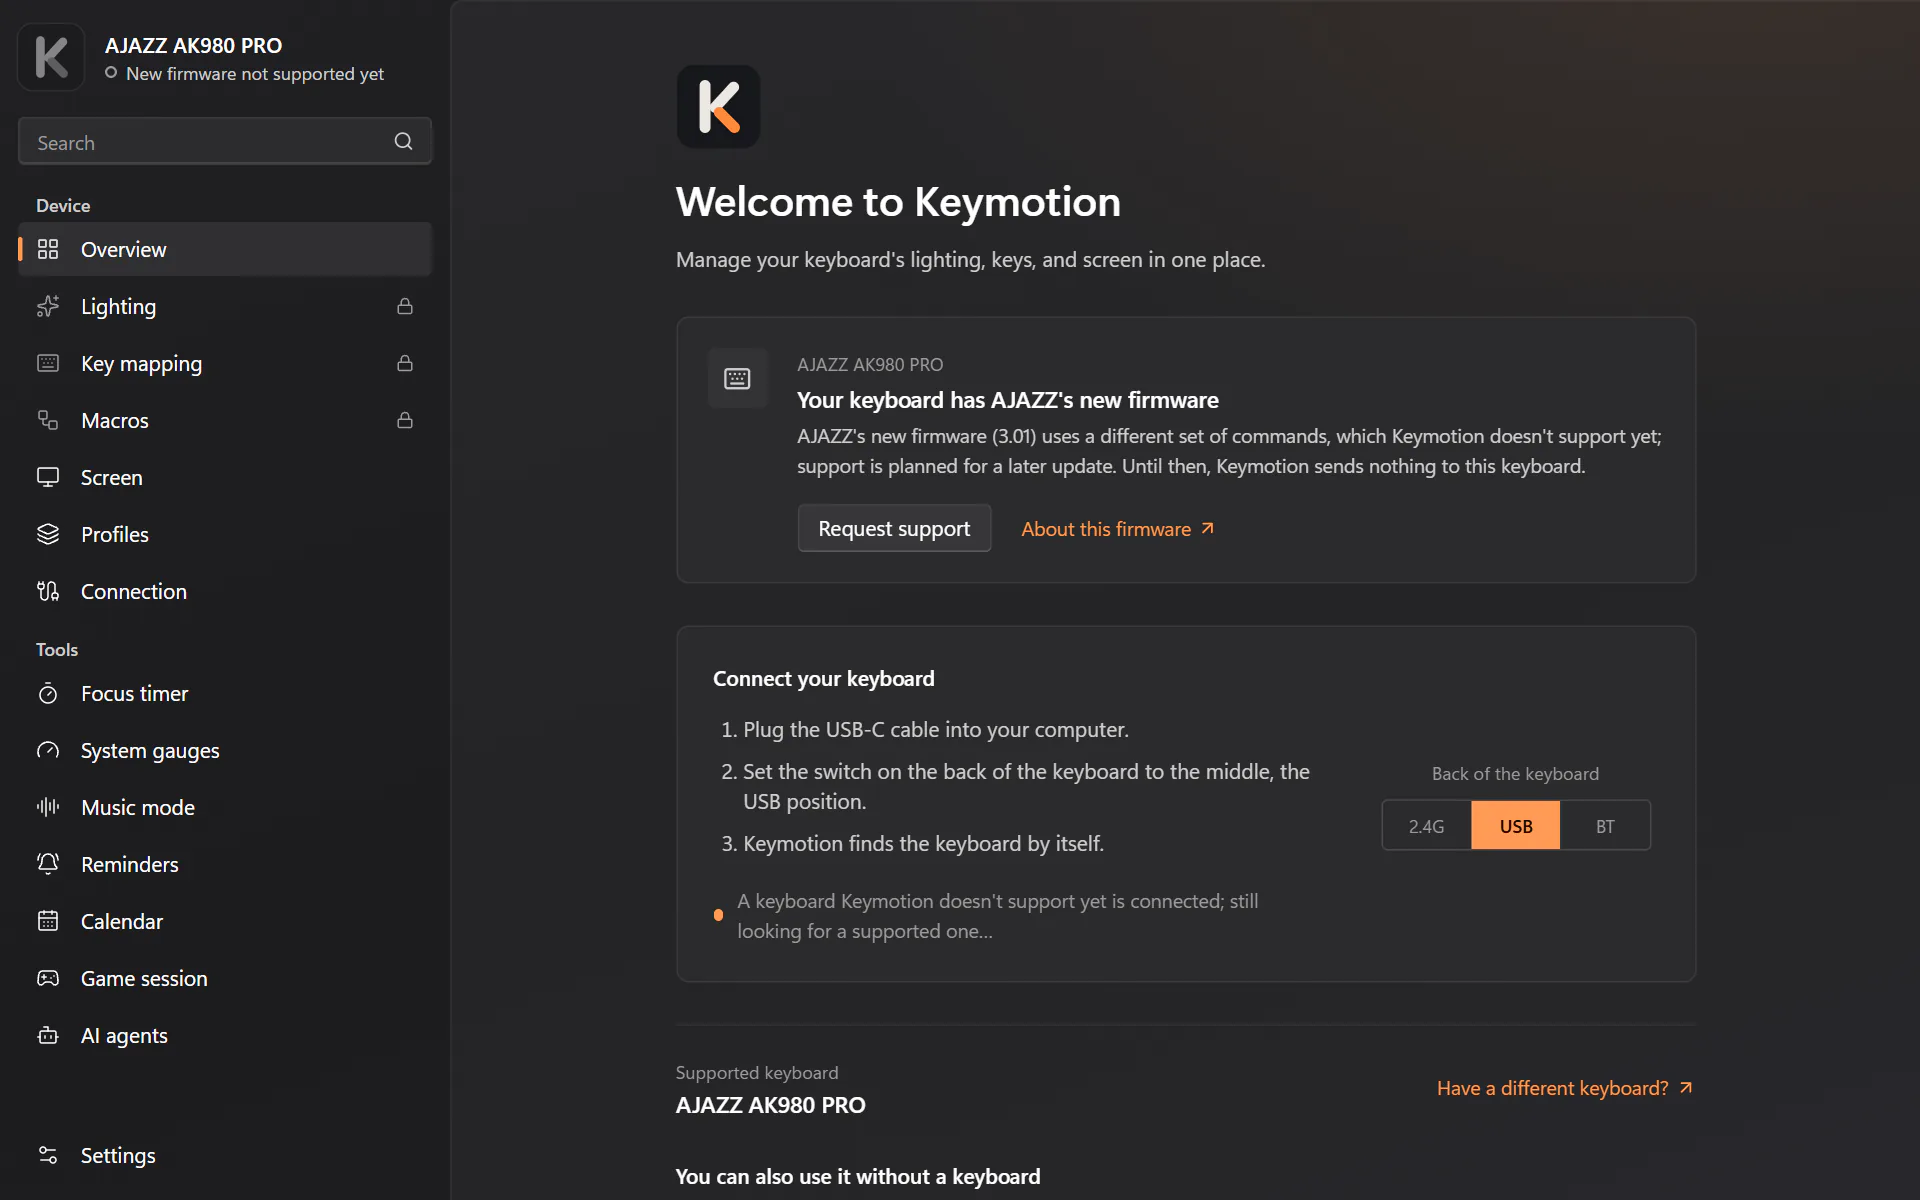 AJAZZ AK980 PRO
New firmware not supported yet
Search
Device
Overview
Lighting
Key mapping
Macros
Screen
Profiles
Connection
Tools
Focus timer
System gauges
Music mode
Reminders
Calendar
Game session
AI agents
Settings
Welcome to Keymotion
Manage your keyboard's lighting, keys, and screen in one place.
AJAZZ AK980 PRO
Your keyboard has AJAZZ's new firmware
AJAZZ's new firmware (3.01) uses a different set of commands, which Keymotion doesn't support yet;
support is planned for a later update. Until then, Keymotion sends nothing to this keyboard.
Request support
About this firmware
Connect your keyboard
1. Plug the USB-C cable into your computer.
2. Set the switch on the back of the keyboard to the middle, the
USB position.
3. Keymotion finds the keyboard by itself.
A keyboard Keymotion doesn't support yet is connected; still
looking for a supported one...
Back of the keyboard
2.4G USB BT
Supported keyboard
AJAZZ AK980 PRO
Have a different keyboard?
You can also use it without a keyboard